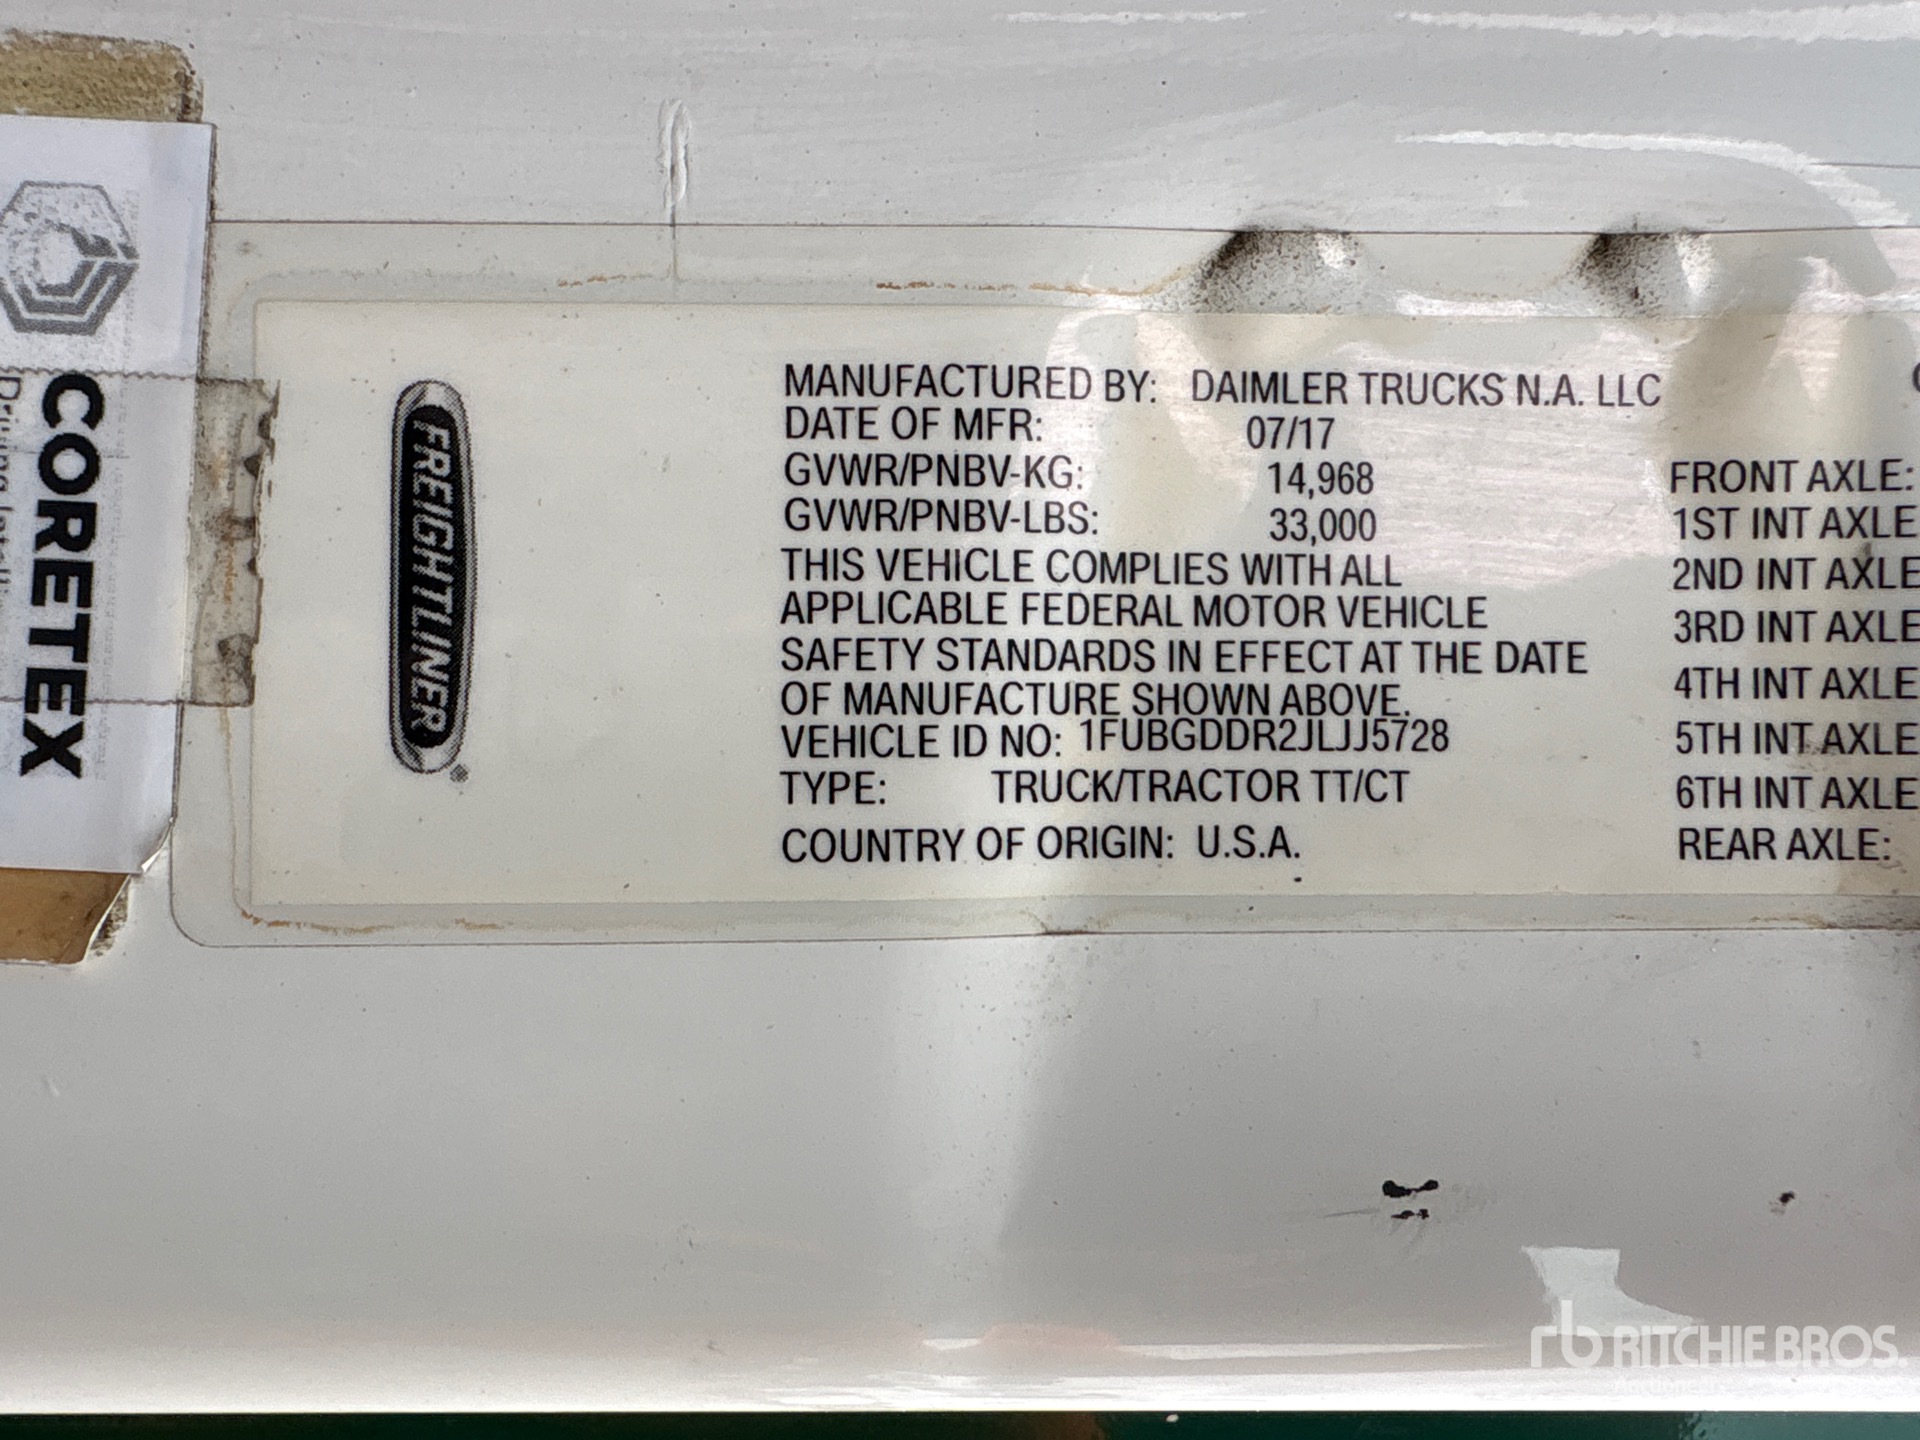 CORETEX
FREIGHTLINER
MANUFACTURED BY: DAIMLER TRUCKS N.A. LLC
DATE OF MFR: 07/17
GVWR/PNBV-KG: 14,968
GVWR/PNBV-LBS: 33,000
THIS VEHICLE COMPLIES WITH ALL
APPLICABLE FEDERAL MOTOR VEHICLE
SAFETY STANDARDS IN EFFECT AT THE DATE
OF MANUFACTURE SHOWN ABOVE.
VEHICLE ID NO: 1FUBGDDR2JLJJ5728
TYPE: TRUCK/TRACTOR TT/CT
COUNTRY OF ORIGIN: U.S.A.
FRONT AXLE:
1ST INT AXLE
2ND INT AXLE
3RD INT AXLE
4TH INT AXLE
5TH INT AXLE
6TH INT AXLE
REAR AXLE:
rb RITCHIE BROS.